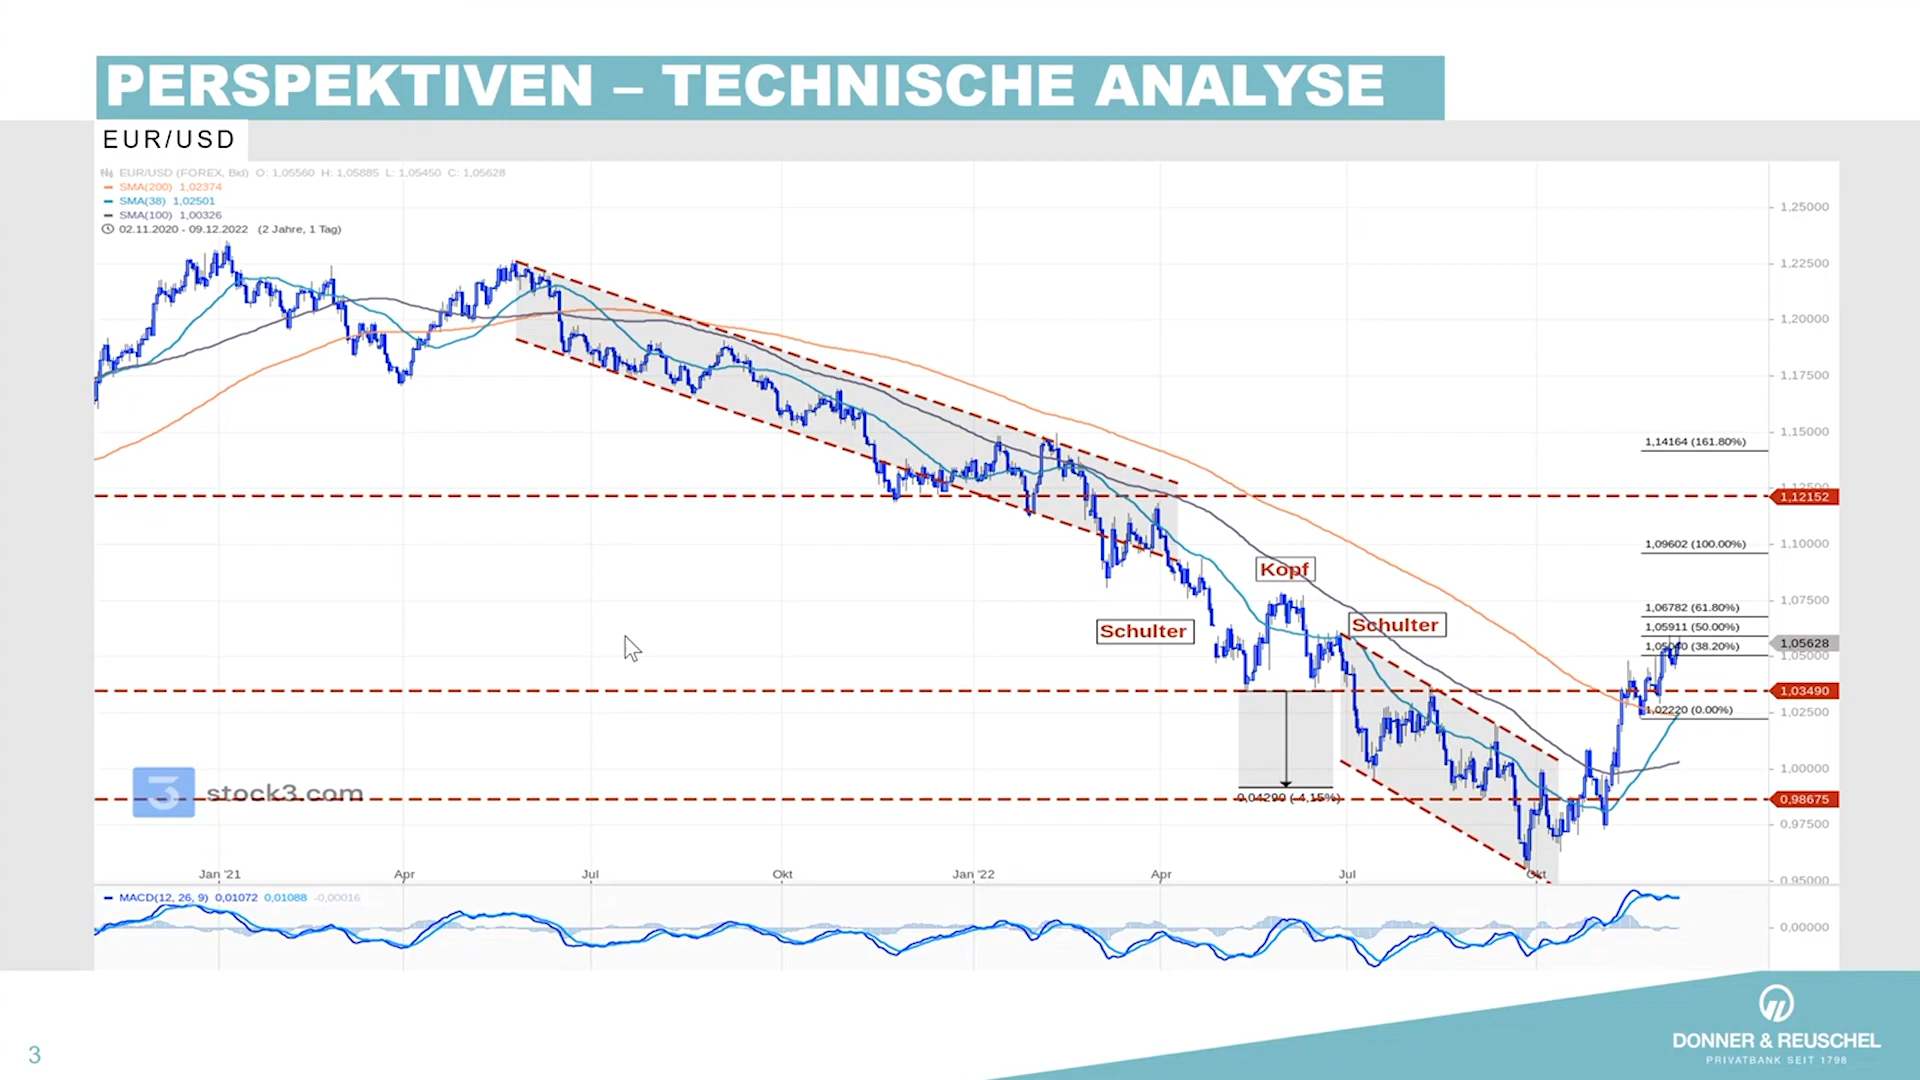 PERSPEKTIVEN – TECHNISCHE ANALYSE
EUR/USD
EUR/USD (FOREX, Bid) O: 1,05560 H: 1,05885 L: 1,05450 C: 1,05628
SMA(200) 1,02374
SMA(38) 1,02501
SMA(100) 1,00326
02.11.2020 - 09.12.2022 (2 Jahre, 1 Tag)
1,25000
1,22500
1,20000
1,17500
1,15000
1,14164 (161.80%)
1,12500
1,12152
1,09602 (100.00%)
1,10000
Kopf
1,07500
1,06782 (61.80%)
Schulter
Schulter
1,05911 (50.00%)
1,05628
1,05040 (38.20%)
1,05000
1,03490
1,02220 (0.00%)
1,02500
1,00000
stock3.com
0,04290 (-4,15%)
0,98675
0,97500
0,95000
Jan '21
Apr
Jul
Okt
Jan '22
Apr
Jul
Okt
MACD(12, 26, 9) 0,01072 0,01088 -0,00016
0,00000
DONNER & REUSCHEL
PRIVATBANK SEIT 1798
3